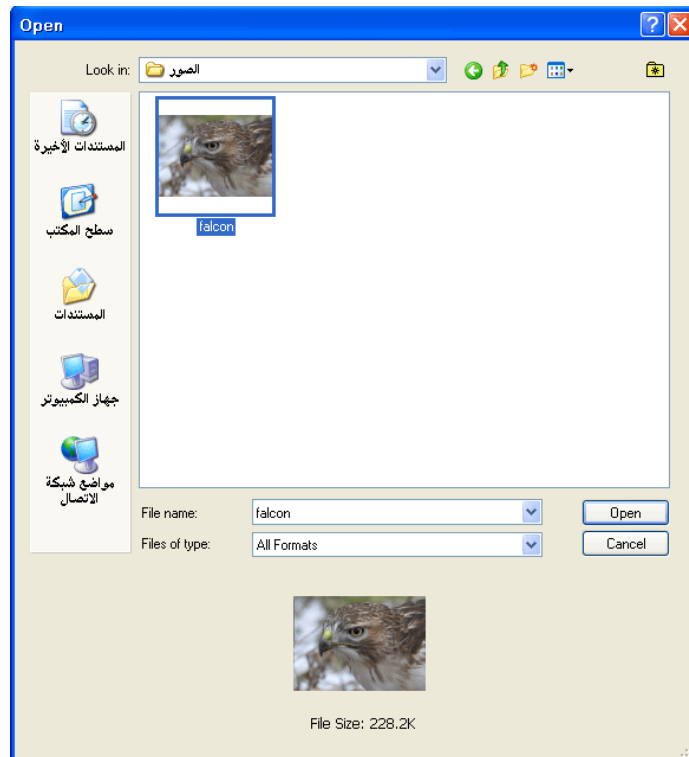 Open
Look in:
الصور
المستندات الأخيرة
سطح المكتب
المستندات
جهاز الكمبيوتر
مواضع شبكة
الاتصال
falcon
File name:
falcon
Open
Files of type:
All Formats
Cancel
File Size: 228.2K